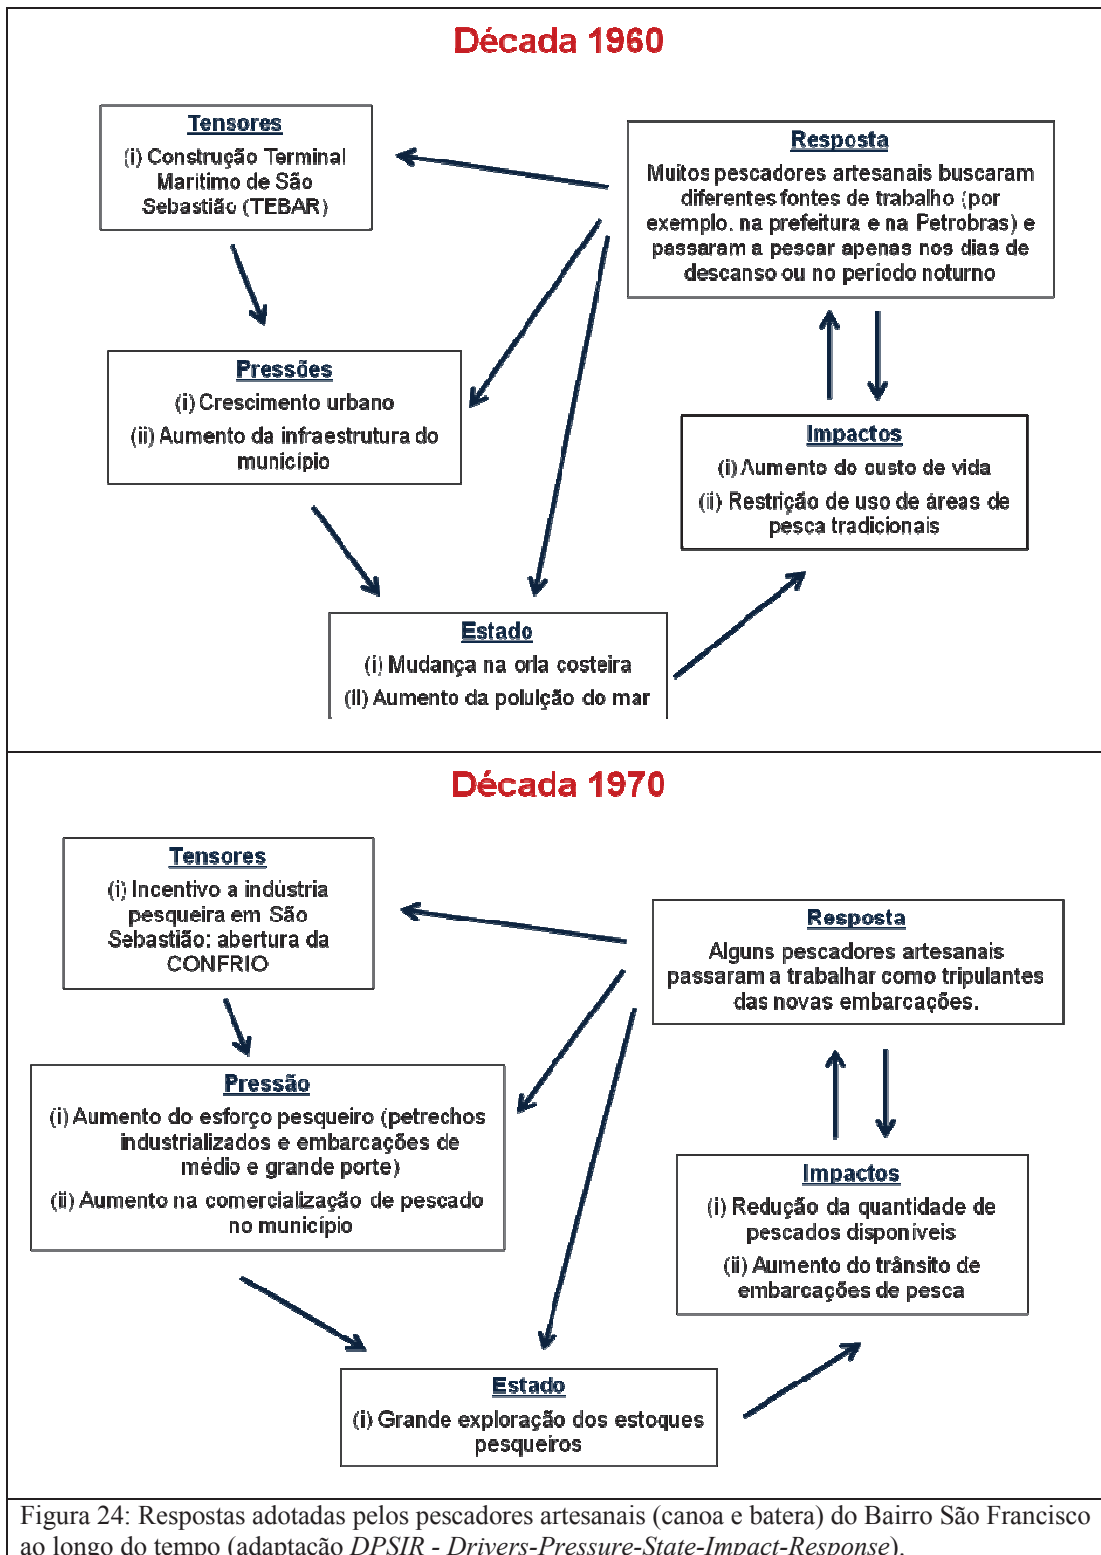 Década 1960
Tensores
(i) Construção Terminal
Marítimo de São
Sebastião (TEBAR)
Resposta
Muitos pescadores artesanais buscaram
diferentes fontes de trabalho (por
exemplo, na prefeitura e na Petrobras) e
passaram a pescar apenas nos dias de
descanso ou no período noturno
Pressões
(i) Crescimento urbano
(ii) Aumento da infraestrutura do
município
Impactos
(i) Aumento do custo de vida
(ii) Restrição de uso de áreas de
pesca tradicionais
Estado
(i) Mudança na orla costeira
(ii) Aumento da poluição do mar
Década 1970
Tensores
(i) Incentivo a indústria
pesqueira em São
Sebastião: abertura da
CONFRIO
Resposta
Alguns pescadores artesanais
passaram a trabalhar como tripulantes
das novas embarcações.
Pressão
(i) Aumento do esforço pesqueiro (petrechos
industrializados e embarcações de
médio e grande porte)
(ii) Aumento na comercialização de pescado
no município
Impactos
(i) Redução da quantidade de
pescados disponíveis
(ii) Aumento do trânsito de
embarcações de pesca
Estado
(i) Grande exploração dos estoques
pesqueiros
Figura 24: Respostas adotadas pelos pescadores artesanais (canoa e batera) do Bairro São Francisco
ao longo do tempo (adaptação DPSIR - Drivers-Pressure-State-Impact-Response).